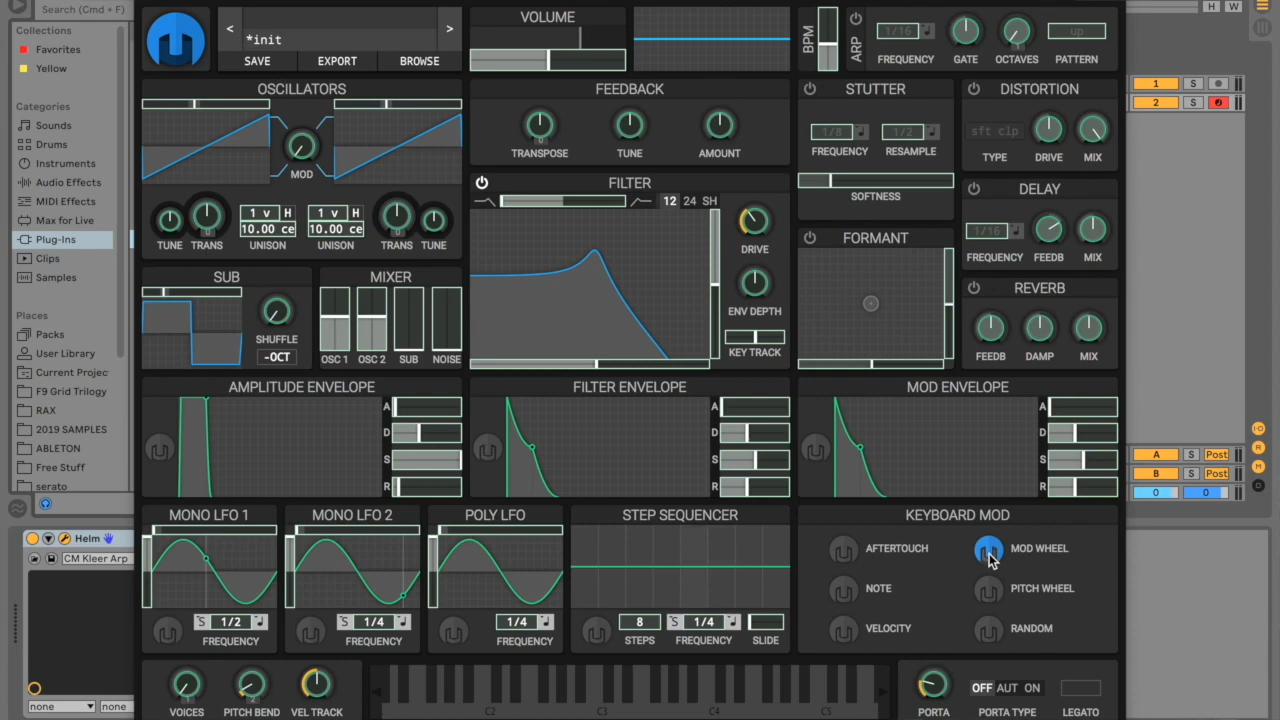 Search (Cmd + F)
Collections
Favorites
Yellow
Categories
Sounds
Drums
Instruments
Audio Effects
MIDI Effects
Max for Live
Plug-Ins
Clips
Samples
Places
Packs
User Library
Current Projec
F9 Grid Trilogy
RAX
2019 SAMPLES
ABLETON
Free Stuff
serato
Helm
CM Kleer Arp
none
none
< *init >
SAVE EXPORT BROWSE
VOLUME
BPM
ARP
1/16
up
FREQUENCY GATE OCTAVES PATTERN
H W
OSCILLATORS
MOD
1 v H
10.00 ce
1 v H
10.00 ce
TUNE TRANS UNISON UNISON TRANS TUNE
FEEDBACK
TRANSPOSE TUNE AMOUNT
FILTER
12 24 SH
DRIVE
ENV DEPTH
KEY TRACK
STUTTER
1/8 1/2
FREQUENCY RESAMPLE
SOFTNESS
FORMANT
DISTORTION
sft clp
TYPE DRIVE MIX
DELAY
1/16
FREQUENCY FEEDB MIX
REVERB
FEEDB DAMP MIX
SUB
SHUFFLE
-OCT
MIXER
OSC 1 OSC 2 SUB NOISE
AMPLITUDE ENVELOPE
A
D
S
R
FILTER ENVELOPE
A
D
S
R
MOD ENVELOPE
A
D
S
R
MONO LFO 1
S 1/2
FREQUENCY
MONO LFO 2
S 1/4
FREQUENCY
POLY LFO
1/4
FREQUENCY
STEP SEQUENCER
8 S 1/4
STEPS FREQUENCY SLIDE
KEYBOARD MOD
AFTERTOUCH MOD WHEEL
NOTE PITCH WHEEL
VELOCITY RANDOM
VOICES PITCH BEND VEL TRACK
C2 C3 C4 C5
OFF AUT ON
PORTA PORTA TYPE LEGATO
1 S
2 S
A S Post
B S Post
0 0
I·O
R
M
D